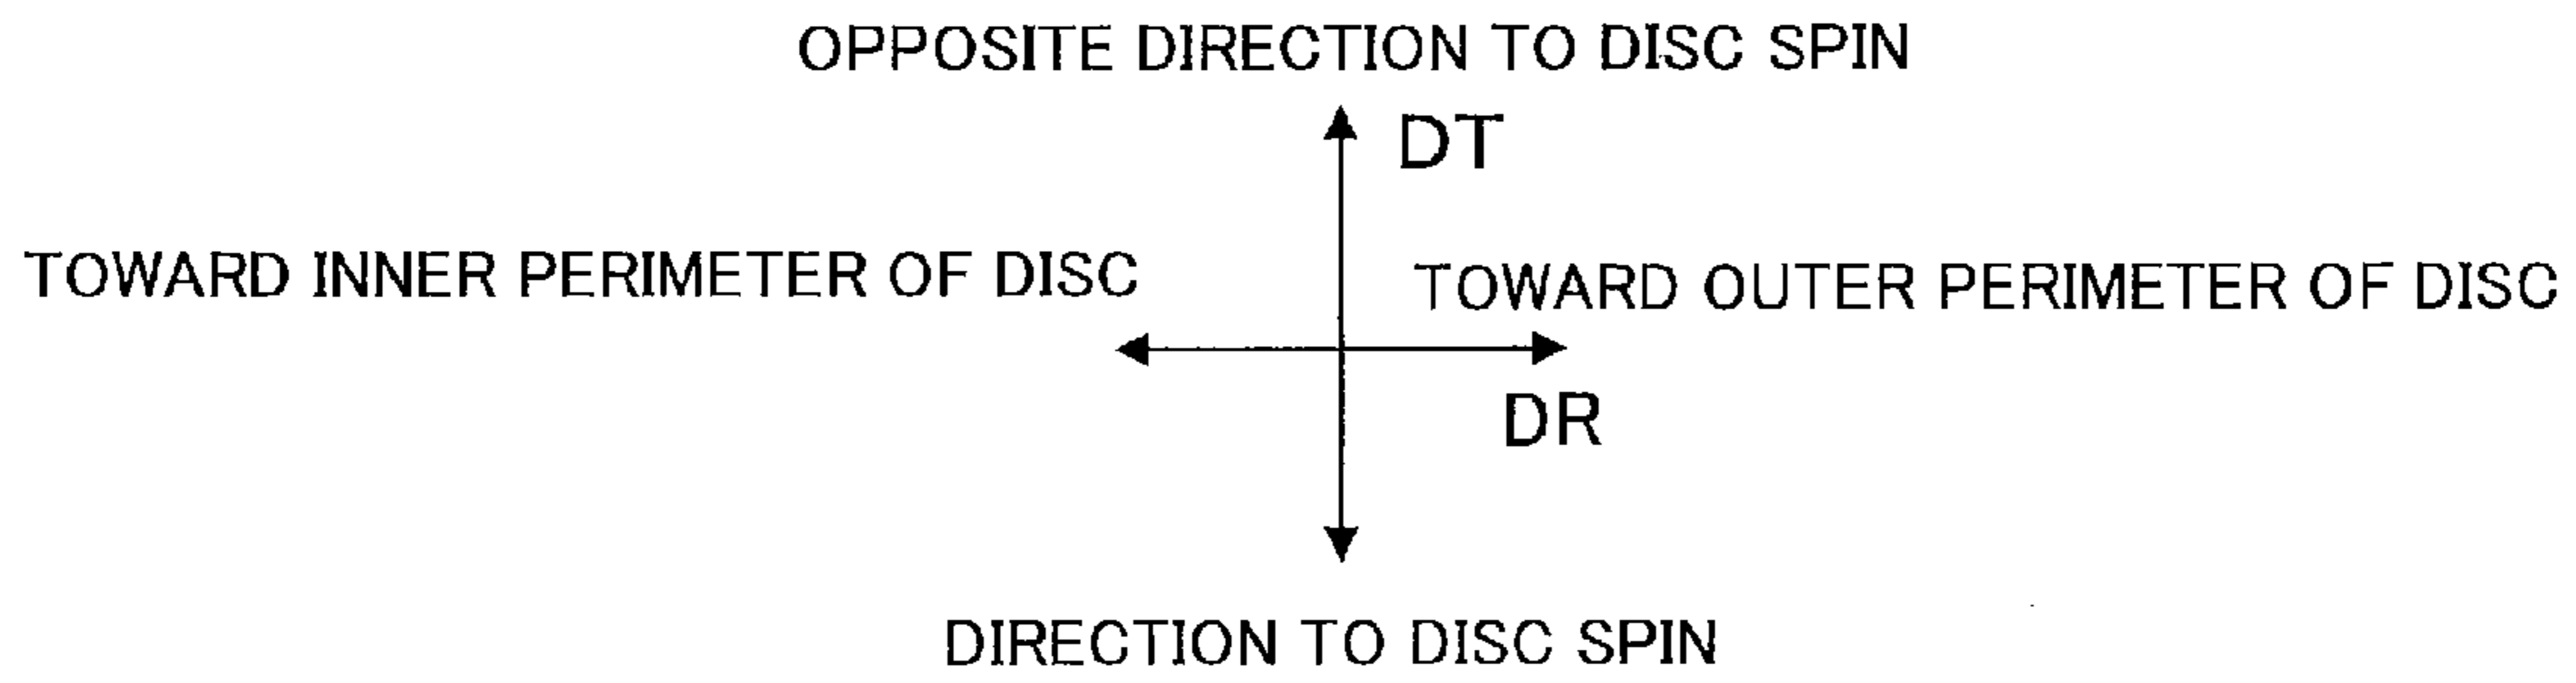 OPPOSITE DIRECTION TO DISC SPIN
DT
TOWARD INNER PERIMETER OF DISC
TOWARD OUTER PERIMETER OF DISC
DR
DIRECTION TO DISC SPIN